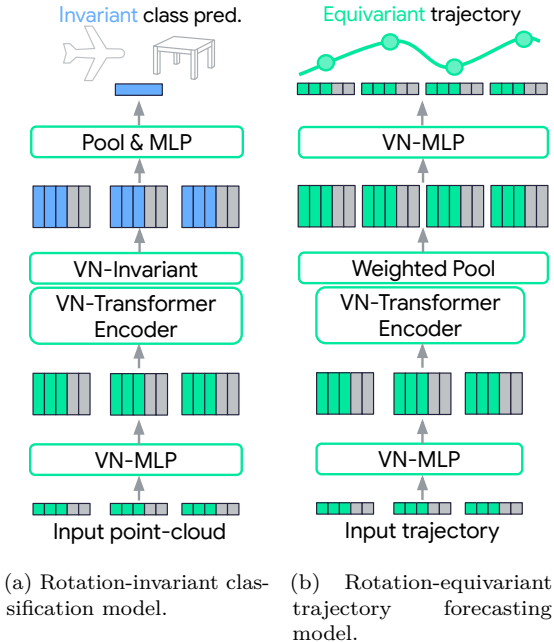 Invariant class pred.
Pool & MLP
VN-Invariant
VN-Transformer
Encoder
VN-MLP
Input point-cloud
(a) Rotation-invariant clas-
sification model.
Equivariant trajectory
VN-MLP
Weighted Pool
VN-Transformer
Encoder
VN-MLP
Input trajectory
(b) Rotation-equivariant
trajectory forecasting
model.